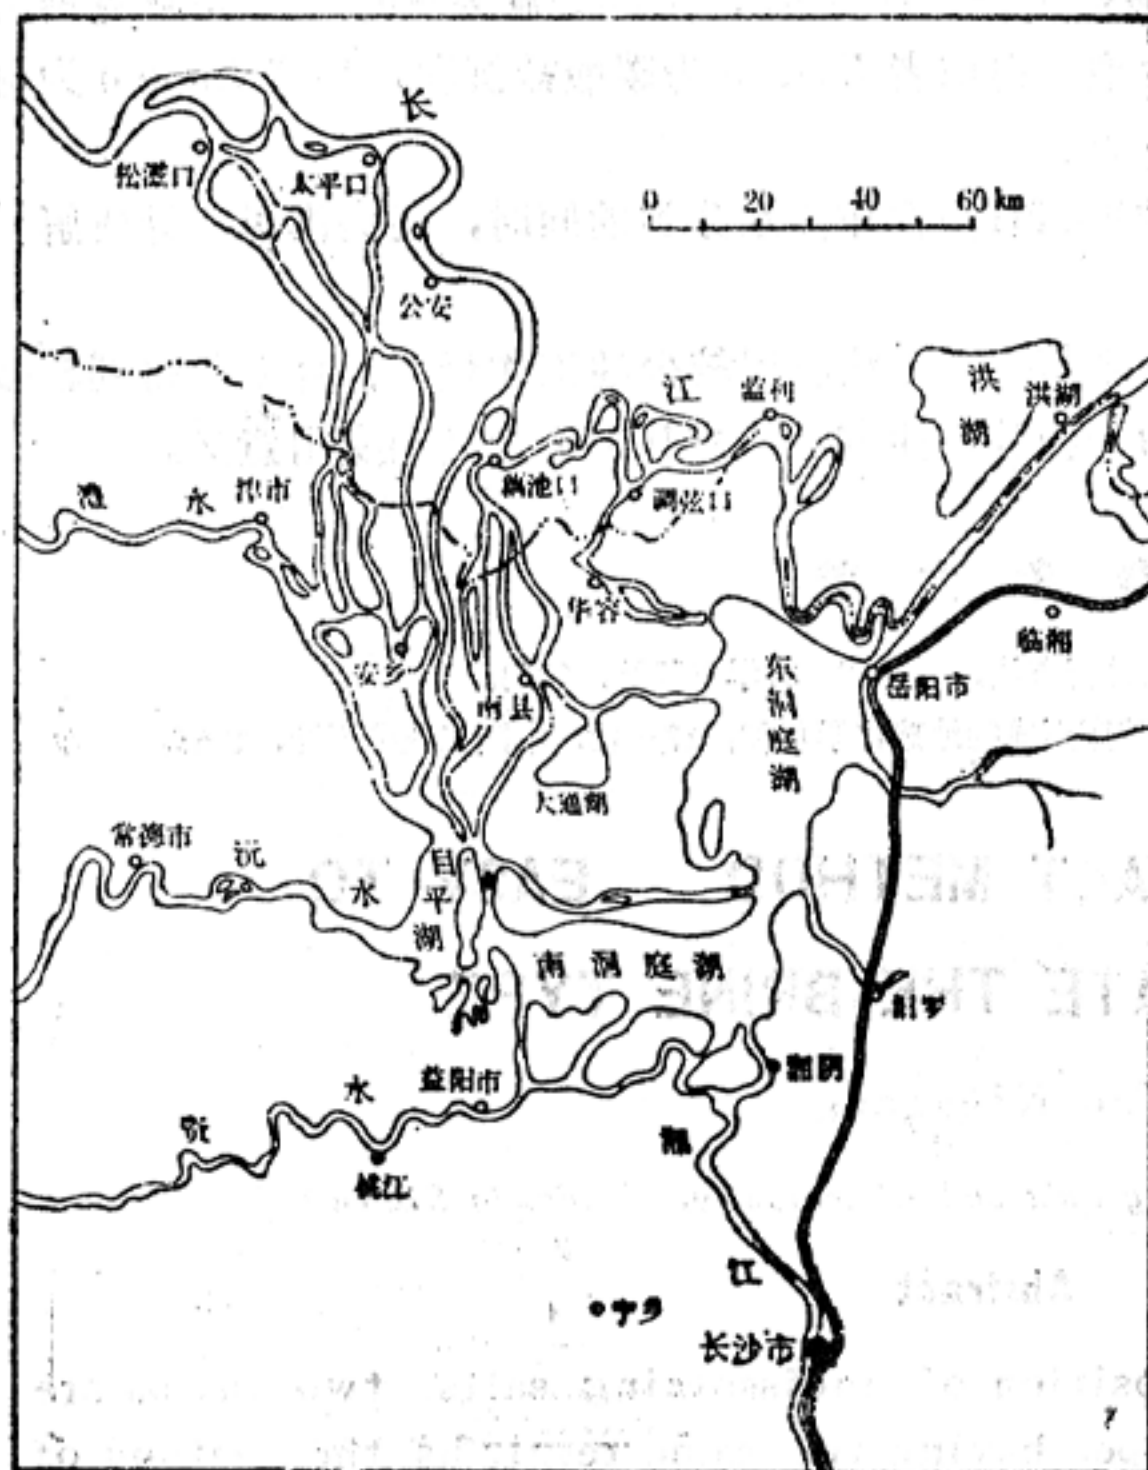 长
松滋口
太平口
0 20 40 60 km
公安
江
监利
洪
湖
洪湖
藕池口
调弦口
澧
水
津市
华容
临湘
安乡
南县
岳阳市
东
洞
庭
湖
大通湖
常德市
沅
水
目
平
湖
南洞庭湖
汨罗
益阳市
湘阴
水
资
桃江
湘
江
宁乡
长沙市